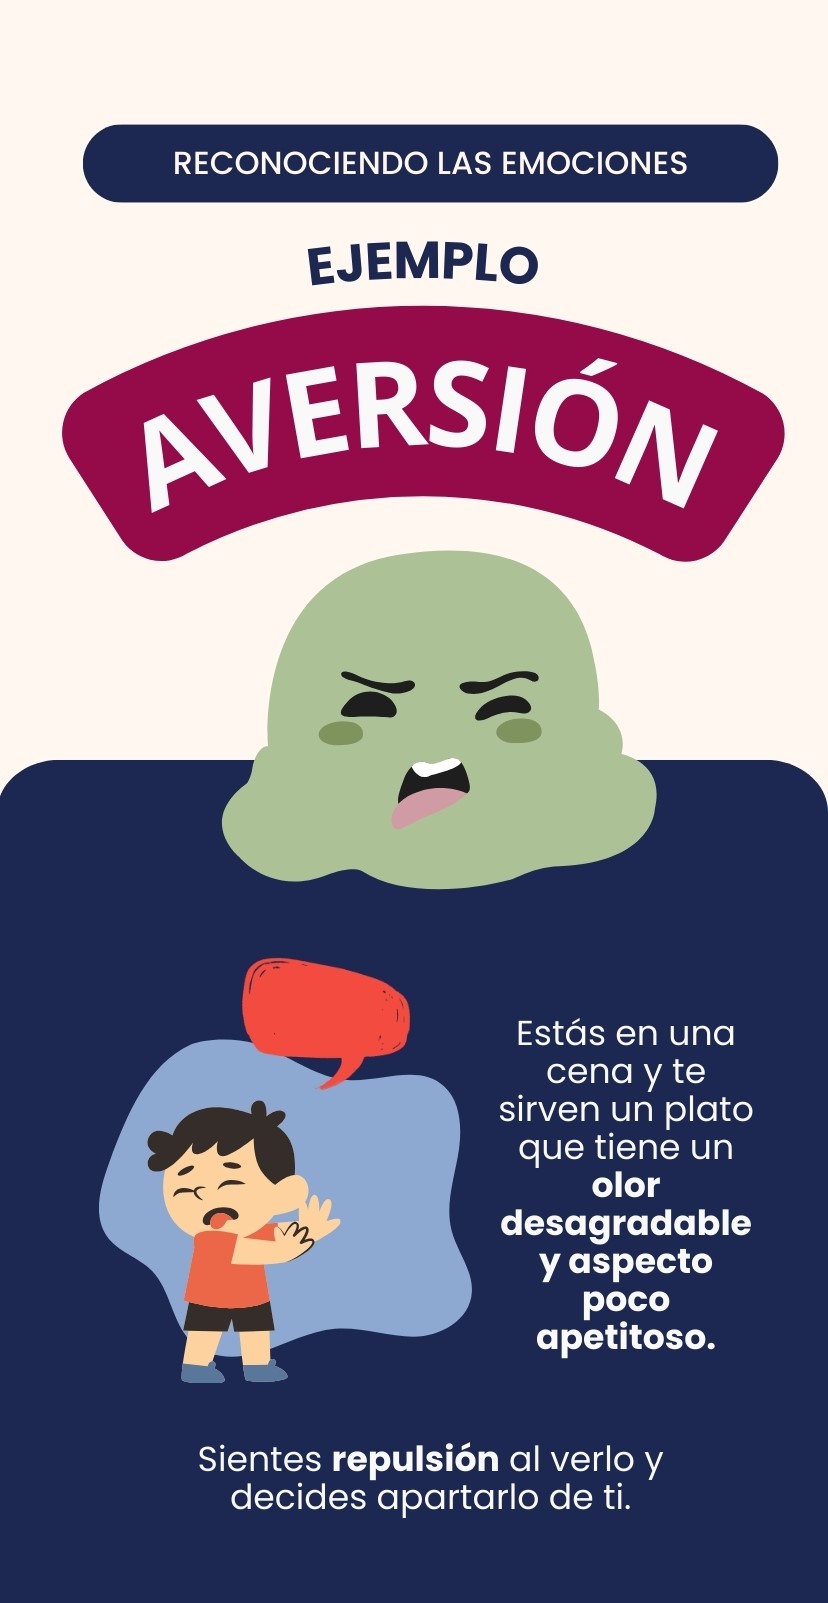 RECONOCIENDO LAS EMOCIONES
EJEMPLO
AVERSIÓN
Estás en una
cena y te
sirven un plato
que tiene un
olor
desagradable
y aspecto
poco
apetitoso.
Sientes repulsión al verlo y
decides apartarlo de ti.